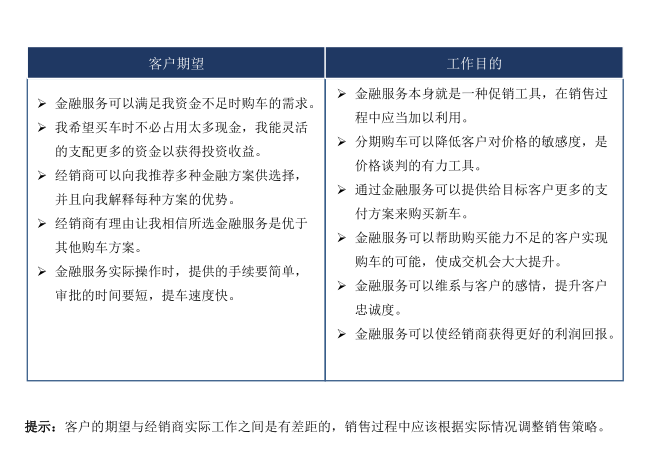 客户期望
工作目的
➢ 金融服务可以满足我资金不足时购车的需求。
➢ 我希望买车时不必占用太多现金，我能灵活
的支配更多的资金以获得投资收益。
➢ 经销商可以向我推荐多种金融方案供选择，
并且向我解释每种方案的优势。
➢ 经销商有理由让我相信所选金融服务是优于
其他购车方案。
➢ 金融服务实际操作时，提供的手续要简单，
审批的时间要短，提车速度快。
➢ 金融服务本身就是一种促销工具，在销售过
程中应当加以利用。
➢ 分期购车可以降低客户对价格的敏感度，是
价格谈判的有力工具。
➢ 通过金融服务可以提供给目标客户更多的支
付方案来购买新车。
➢ 金融服务可以帮助购买能力不足的客户实现
购车的可能，使成交机会大大提升。
➢ 金融服务可以维系与客户的感情，提升客户
忠诚度。
➢ 金融服务可以使经销商获得更好的利润回报。
提示：客户的期望与经销商实际工作之间是有差距的，销售过程中应该根据实际情况调整销售策略。